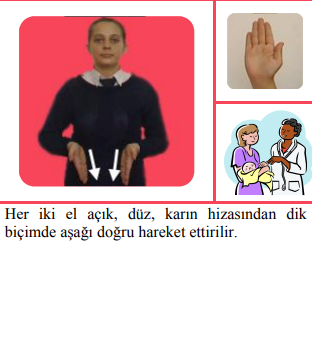 Her iki el açık, düz, karın hizasından dik
biçimde aşağı doğru hareket ettirilir.